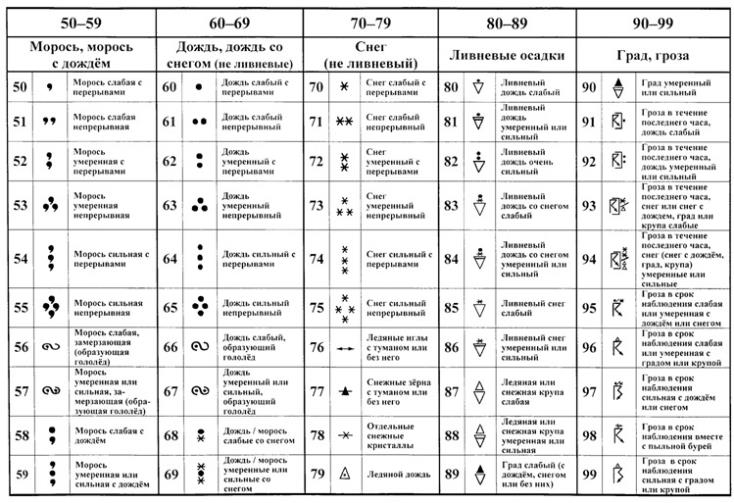 50–59 60–69 70–79 80–89 90–99
Морось, морось
с дождём
Дождь, дождь со
снегом (не ливневые)
Снег
(не ливневый)
Ливневые осадки
Град, гроза
50 Морось слабая с
перерывами
60 Дождь слабый с
перерывами
70 Снег слабый с
перерывами
80 Ливневый
дождь слабый
90 Град умеренный
или сильный
51 Морось слабая
непрерывная
61 Дождь слабый
непрерывный
71 Снег слабый
непрерывный
81 Ливневый
дождь
умеренный или
сильный
91 Гроза в течение
последнего часа,
дождь слабый
52 Морось
умеренная с
перерывами
62 Дождь
умеренный с
перерывами
72 Снег
умеренный с
перерывами
82 Ливневый
дождь очень
сильный
92 Гроза в течение
последнего часа,
дождь умеренный
или сильный
53 Морось
умеренная
непрерывная
63 Дождь
умеренный
непрерывный
73 Снег
умеренный
непрерывный
83 Ливневый
дождь со снегом
слабый
93 Гроза в течение
последнего часа,
снег или снег с
дождем, град или
крупа слабые
54 Морось сильная с
перерывами
64 Дождь сильный с
перерывами
74 Снег сильный с
перерывами
84 Ливневый
дождь со снегом
умеренный или
сильный
94 Гроза в течение
последнего часа,
снег (снег с дождём,
град, крупа)
умеренные или
сильные
55 Морось сильная
непрерывная
65 Дождь сильный
непрерывный
75 Снег сильный
непрерывный
85 Ливневый снег
слабый
95 Гроза в срок
наблюдения слабая
или умеренная с
дождём или снегом
56 Морось слабая,
замерзающая
(образующая
гололёд)
66 Дождь слабый,
образующий
гололёд
76 Ледяные иглы
с туманом или
без него
86 Ливневый снег
умеренный или
сильный
96 Гроза в срок
наблюдения слабая
или умеренная с
градом или крупой
57 Морось
умеренная или
сильная, за-
мерзающая (обра-
зующая гололёд)
67 Дождь
умеренный или
сильный,
образующий
гололёд
77 Снежные зёрна
с туманом или
без него
87 Ледяная или
снежная крупа
слабая
97 Гроза в срок
наблюдения
сильная с дождём
или снегом
58 Морось слабая с
дождём
68 Дождь / морось
слабые со снегом
78 Отдельные
снежные
кристаллы
88 Ледяная или
снежная крупа
умеренная или
сильная
98 Гроза в срок
наблюдения вместе
с пыльной бурей
59 Морось
умеренная или
сильная с дождём
69 Дождь / морось
умеренные или
сильные со
снегом
79 Ледяной дождь
89 Град слабый (с
дождём, снегом
или без них)
99 Гроза в срок
наблюдения
сильная с градом
или крупой